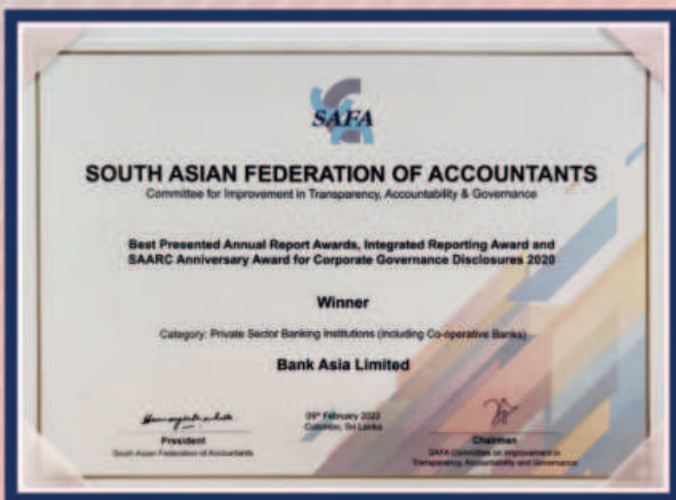 SAFA
SOUTH ASIAN FEDERATION OF ACCOUNTANTS
Committee for Improvement in Transparency, Accountability & Governance
Best Presented Annual Report Awards, Integrated Reporting Award and
SAARC Anniversary Award for Corporate Governance Disclosures 2020
Winner
Category: Private Sector Banking Institutions (Including Co-operative Banks)
Bank Asia Limited
February 2022
Colombo, Sri Lanka
President
South Asian Federation of Accountants
Chairman
SAFA Committee on Improvement in
Transparency, Accountability and Governance